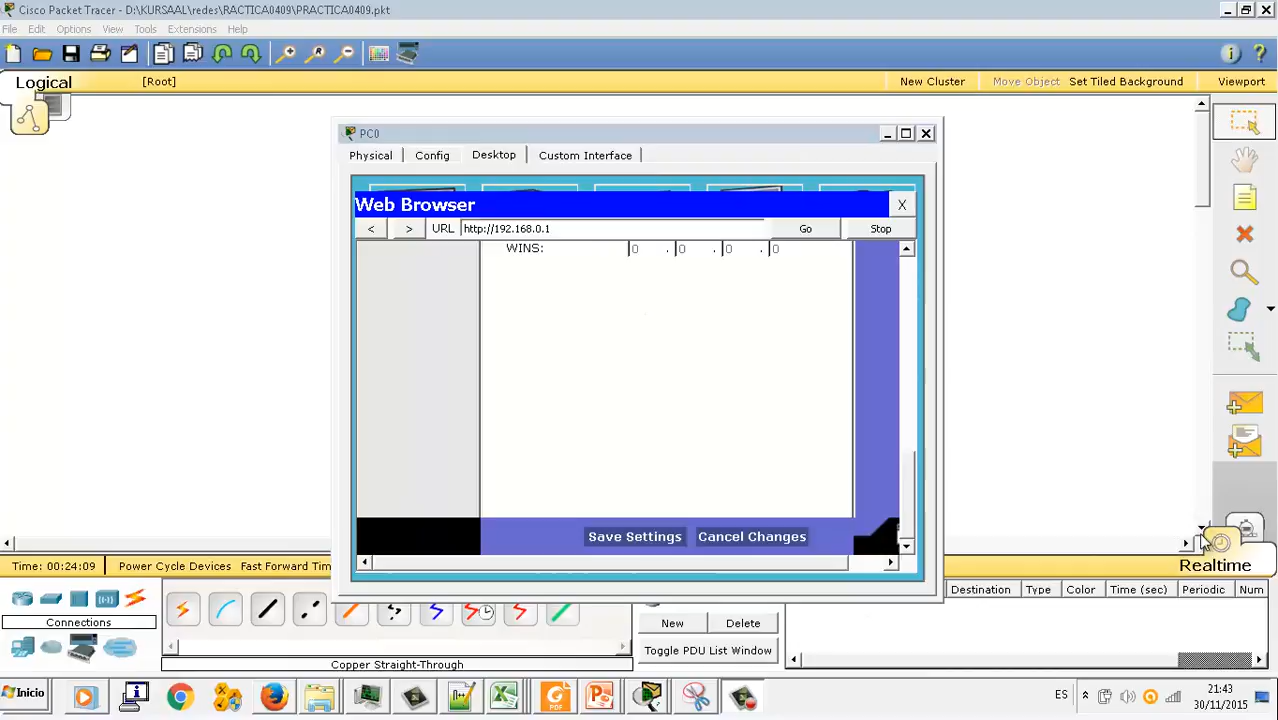 Cisco Packet Tracer - D:\KURSAAL\redes\RACTICA0409\PRACTICA0409.pkt
File Edit Options View Tools Extensions Help
Logical [Root] New Cluster Move Object Set Tiled Background Viewport
PC0
Physical Config Desktop Custom Interface
Web Browser X
< > URL http://192.168.0.1 Go Stop
WINS: 0 . 0 . 0 . 0
Save Settings Cancel Changes
Time: 00:24:09 Power Cycle Devices Fast Forward Tim
Realtime
Destination Type Color Time (sec) Periodic Num
Connections
New Delete
Toggle PDU List Window
Copper Straight-Through
Inicio
ES
21:43
30/11/2015